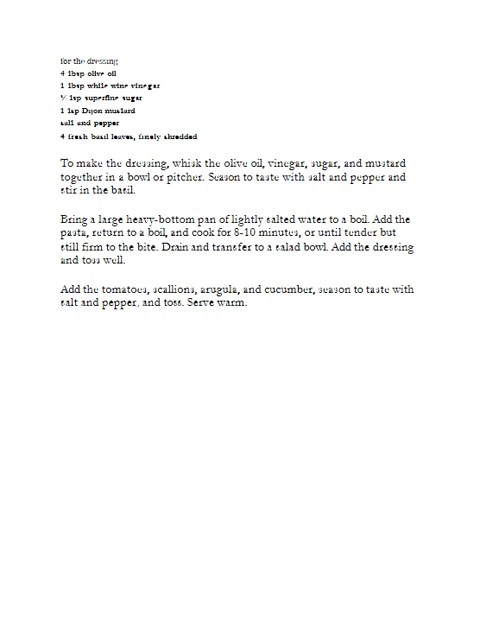 for the dressing
4 tbsp olive oil
1 tbsp white wine vinegar
½ tsp superfine sugar
1 tsp Dijon mustard
salt and pepper
4 fresh basil leaves, finely shredded
To make the dressing, whisk the olive oil, vinegar, sugar, and mustard
together in a bowl or pitcher. Season to taste with salt and pepper and
stir in the basil.
Bring a large heavy-bottom pan of lightly salted water to a boil. Add the
pasta, return to a boil, and cook for 8-10 minutes, or until tender but
still firm to the bite. Drain and transfer to a salad bowl. Add the dressing
and toss well.
Add the tomatoes, scallions, arugula, and cucumber, season to taste with
salt and pepper, and toss. Serve warm.